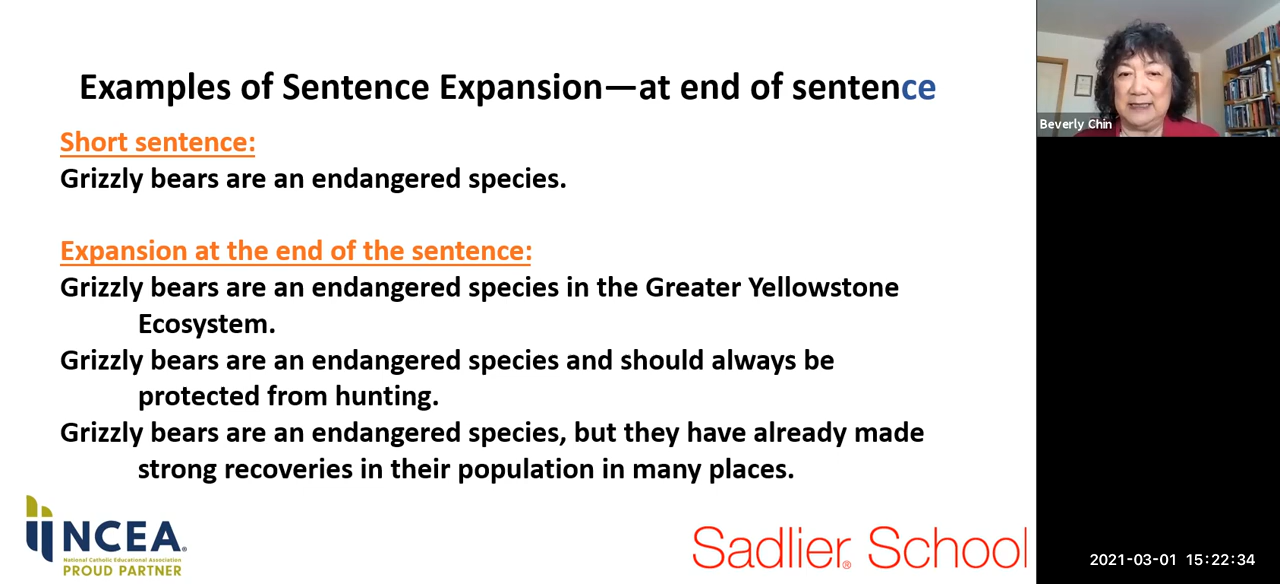 Examples of Sentence Expansion—at end of sentence
Short sentence:
Grizzly bears are an endangered species.
Expansion at the end of the sentence:
Grizzly bears are an endangered species in the Greater Yellowstone
Ecosystem.
Grizzly bears are an endangered species and should always be
protected from hunting.
Grizzly bears are an endangered species, but they have already made
strong recoveries in their population in many places.
NCEA®
National Catholic Educational Association
PROUD PARTNER
Sadlier® School
Beverly Chin
2021-03-01 15:22:34